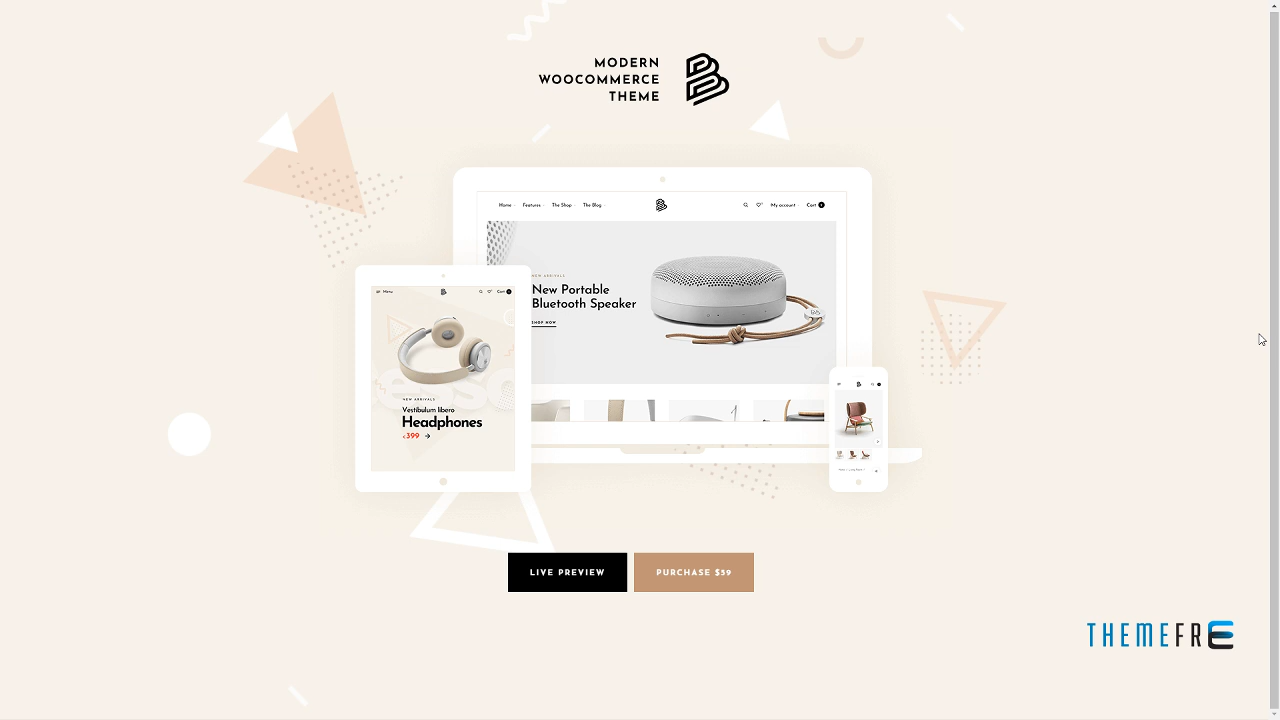 MODERN
WOOCOMMERCE
THEME
Home
Features
The Shop
The Blog
My account
Cart
NEW ARRIVALS
New Portable
Bluetooth Speaker
SHOP NOW
Menu
Cart
NEW ARRIVALS
Vestibulum libero
Headphones
£399
LIVE PREVIEW
PURCHASE $59
THEMEFRE